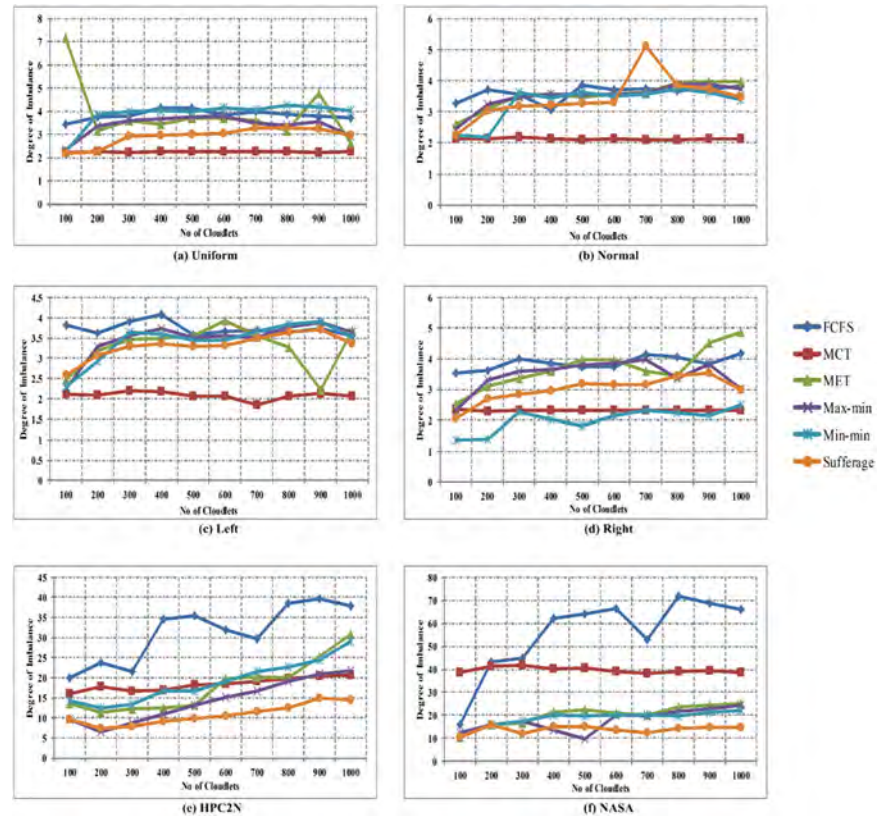 8
7
6
5
4
3
2
1
0
Degree of Imbalance
100 200 300 400 500 600 700 800 900 1000
No of Cloudlets
(a) Uniform
6
5
4
3
2
1
0
Degree of Imbalance
100 200 300 400 500 600 700 800 900 1000
No of Cloudlets
(b) Normal
4.5
4
3.5
3
2.5
2
1.5
1
0.5
0
Degree of Imbalance
100 200 300 400 500 600 700 800 900 1000
No of Cloudlets
(c) Left
6
5
4
3
2
1
0
Degree of Imbalance
100 200 300 400 500 600 700 800 900 1000
No of Cloudlets
(d) Right
FCFS
MCT
MET
Max-min
Min-min
Sufferage
45
40
35
30
25
20
15
10
5
0
Degree of Imbalance
100 200 300 400 500 600 700 800 900 1000
No of Cloudlets
(e) HPC2N
80
70
60
50
40
30
20
10
0
Degree of Imbalance
100 200 300 400 500 600 700 800 900 1000
No of Cloudlets
(f) NASA